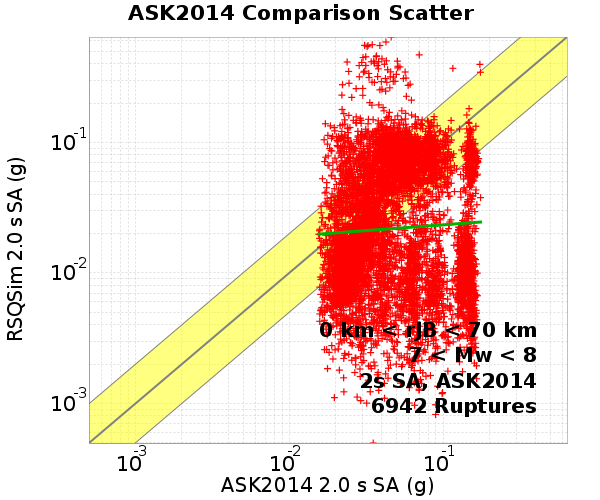 ASK2014 Comparison Scatter
RSQSim 2.0 s SA (g)
10-1
10-2
10-3
0 km < rJB < 70 km
7 < Mw < 8
2s SA, ASK2014
6942 Ruptures
10-3 10-2 10-1
ASK2014 2.0 s SA (g)